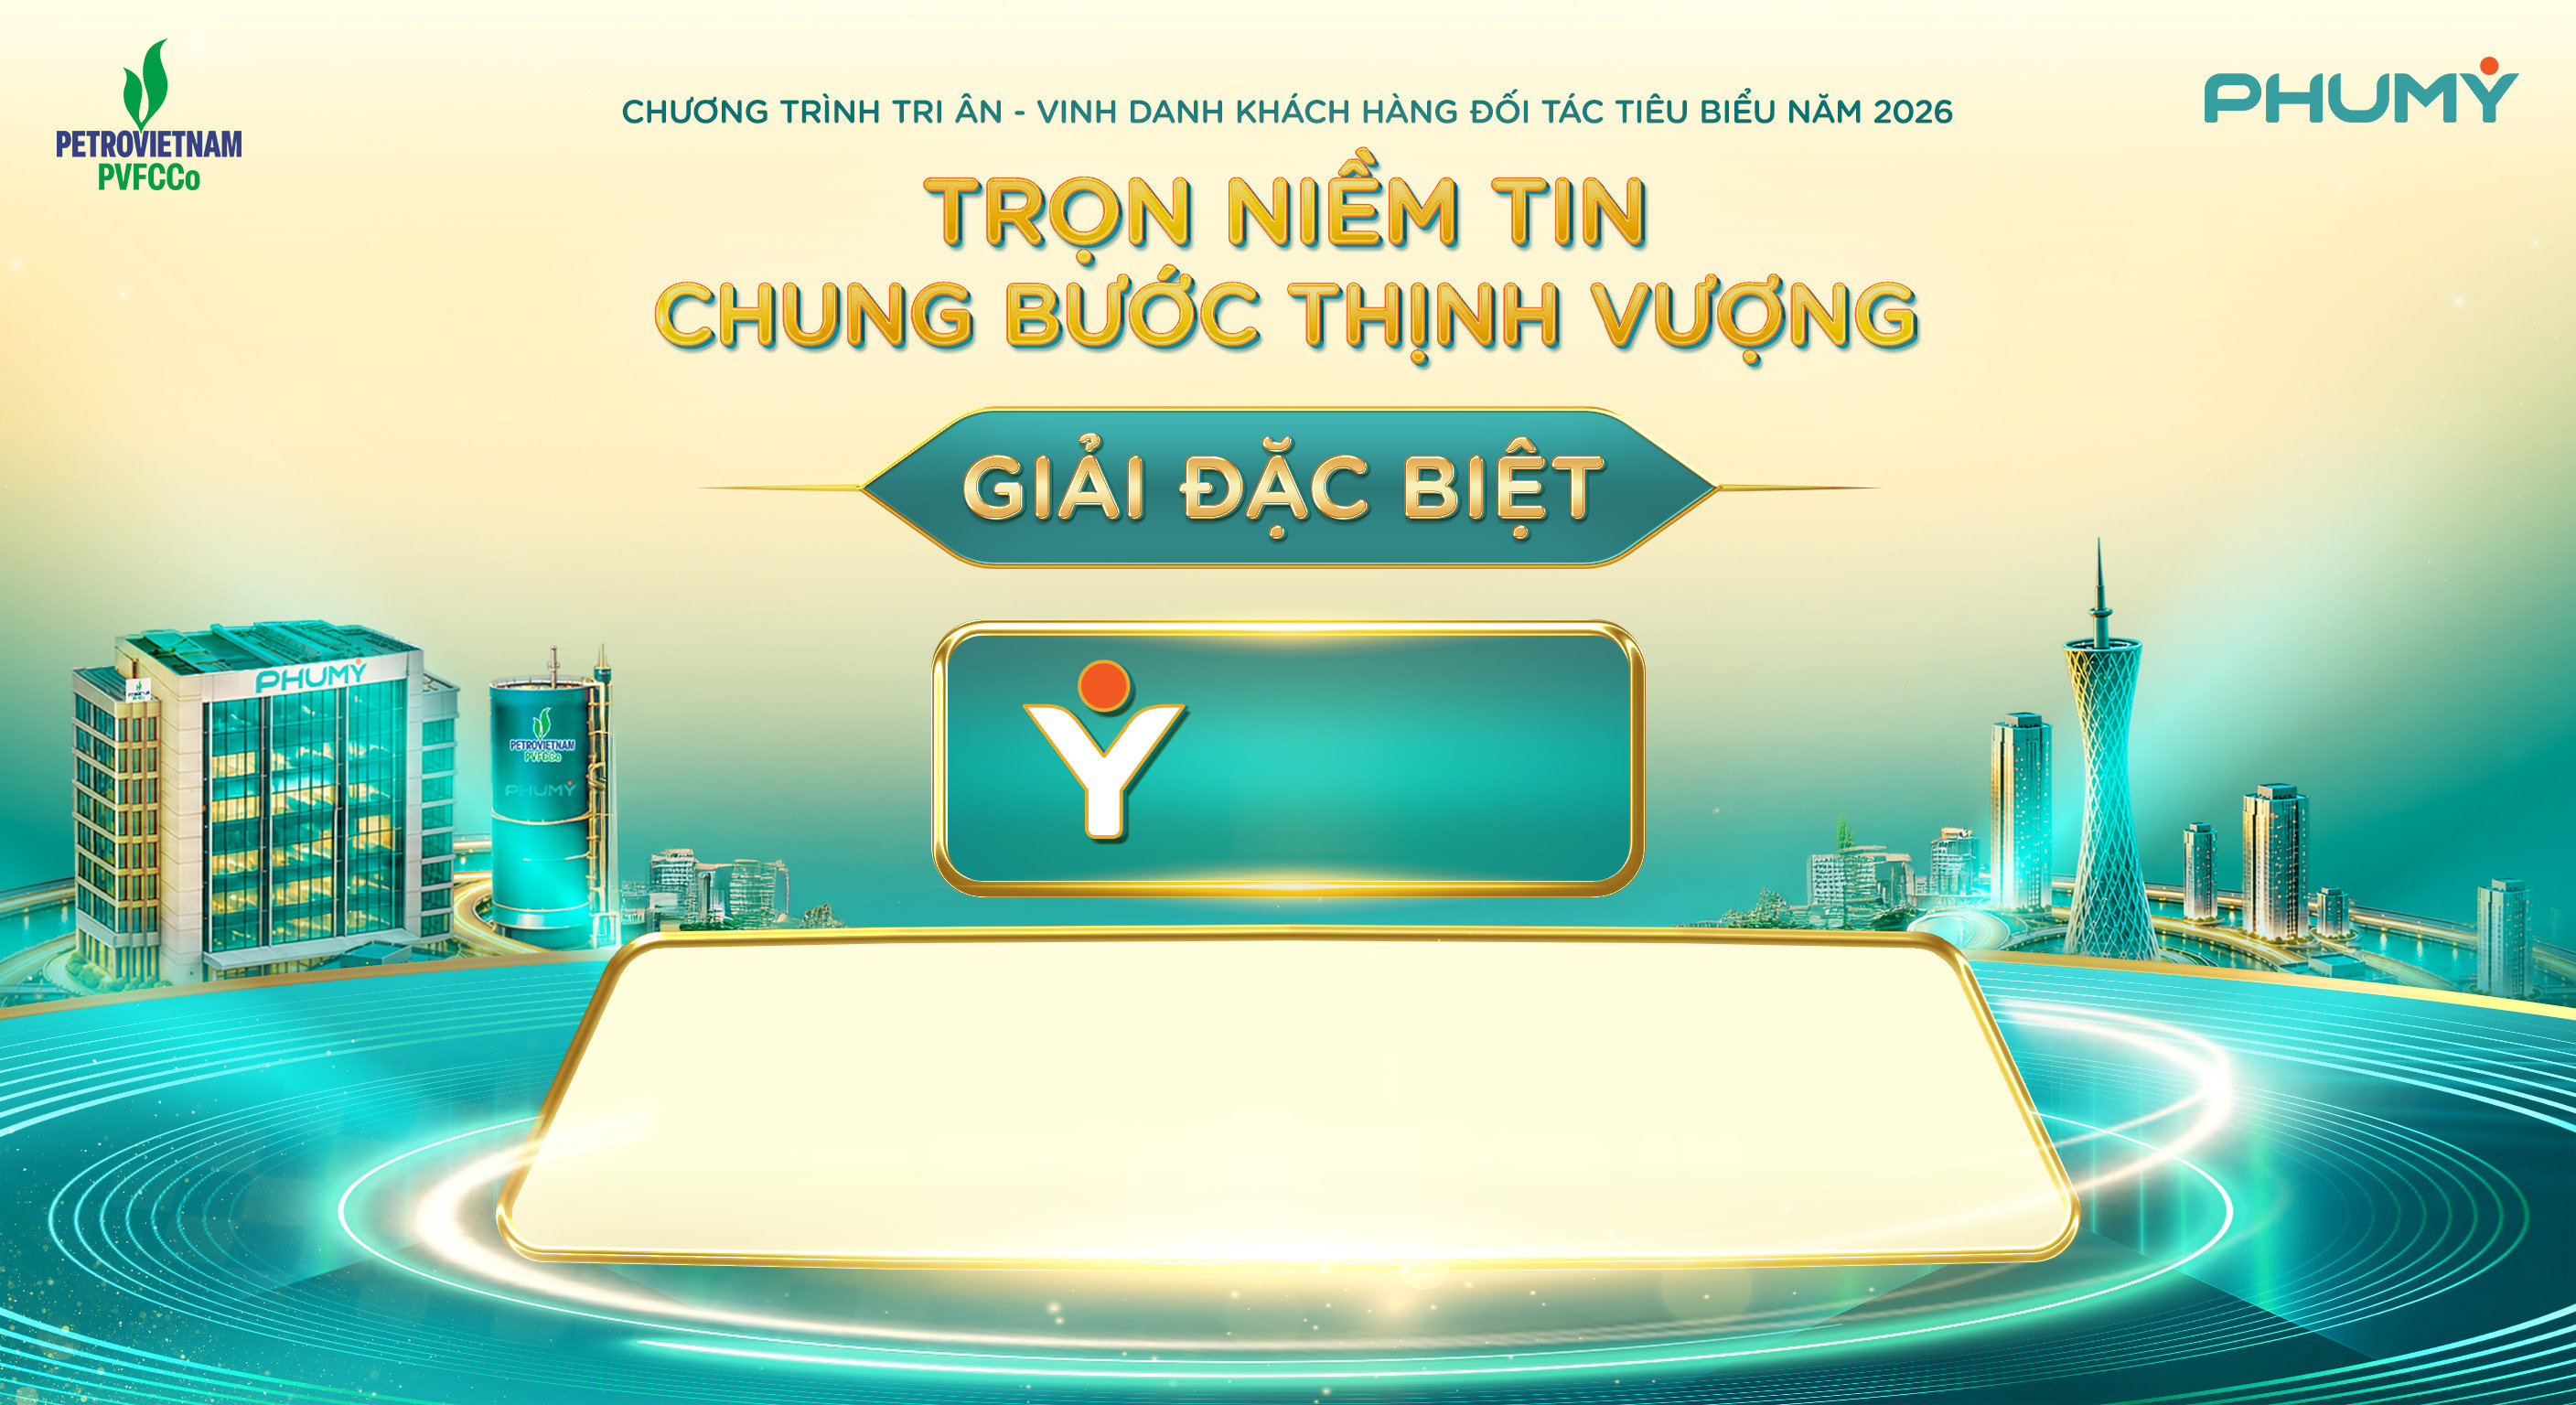 PETROVIETNAM
PVFCCo
PHUMY
CHƯƠNG TRÌNH TRI ÂN - VINH DANH KHÁCH HÀNG ĐỐI TÁC TIÊU BIỂU NĂM 2026
TRỌN NIỀM TIN
CHUNG BƯỚC THỊNH VƯỢNG
GIẢI ĐẶC BIỆT
Y
PHUMY
PETROVIETNAM
PVFCCo
PHUMY